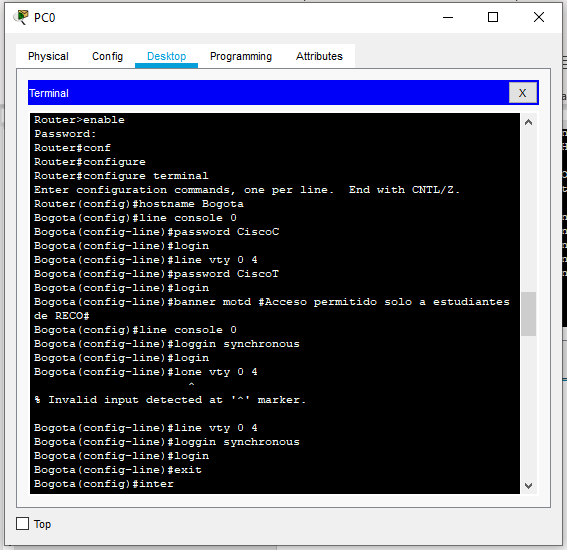 PC0
Physical Config Desktop Programming Attributes
Terminal X
Router>enable
Password:
Router#conf
Router#configure
Router#configure terminal
Enter configuration commands, one per line.  End with CNTL/Z.
Router(config)#hostname Bogota
Bogota(config)#line console 0
Bogota(config-line)#password CiscoC
Bogota(config-line)#login
Bogota(config-line)#line vty 0 4
Bogota(config-line)#password CiscoT
Bogota(config-line)#login
Bogota(config-line)#banner motd #Acceso permitido solo a estudiantes
de RECO#
Bogota(config)#line console 0
Bogota(config-line)#loggin synchronous
Bogota(config-line)#login
Bogota(config-line)#lone vty 0 4
^
% Invalid input detected at '^' marker.
Bogota(config-line)#line vty 0 4
Bogota(config-line)#loggin synchronous
Bogota(config-line)#login
Bogota(config-line)#exit
Bogota(config)#inter
Top